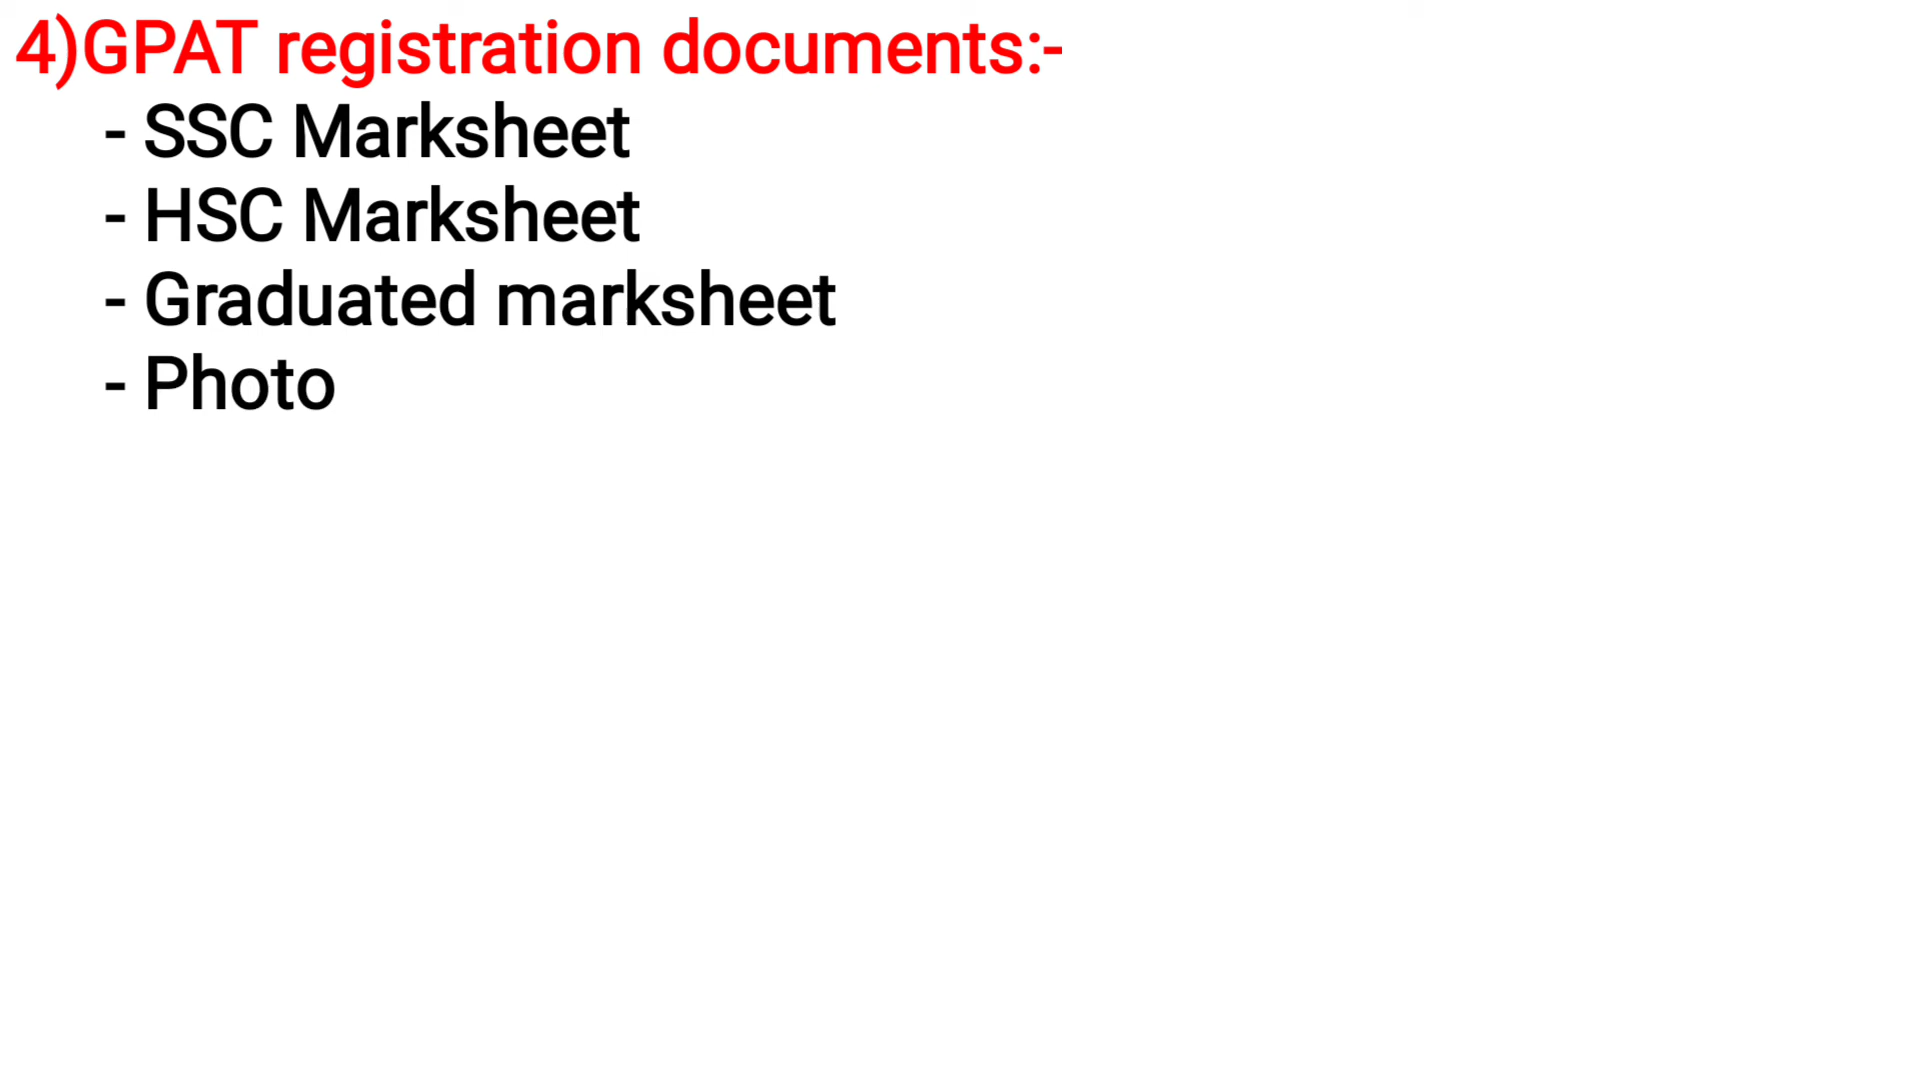 4)GPAT registration documents:-
- SSC Marksheet
- HSC Marksheet
- Graduated marksheet
- Photo